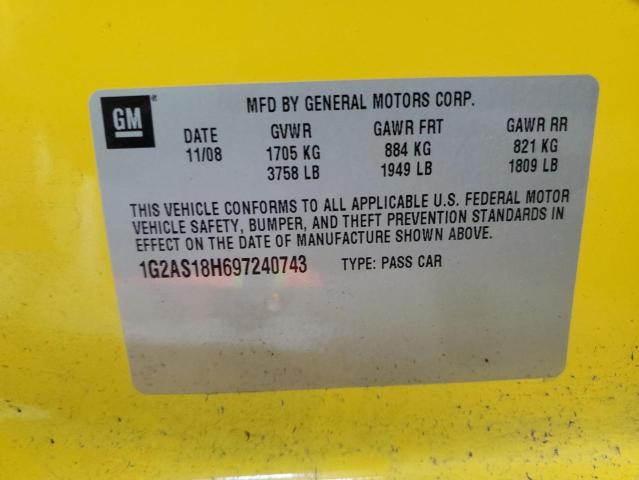 GM
MFD BY GENERAL MOTORS CORP.
DATE GVWR GAWR FRT GAWR RR
11/08 1705 KG 884 KG 821 KG
3758 LB 1949 LB 1809 LB
THIS VEHICLE CONFORMS TO ALL APPLICABLE U.S. FEDERAL MOTOR
VEHICLE SAFETY, BUMPER, AND THEFT PREVENTION STANDARDS IN
EFFECT ON THE DATE OF MANUFACTURE SHOWN ABOVE.
1G2AS18H697240743 TYPE: PASS CAR